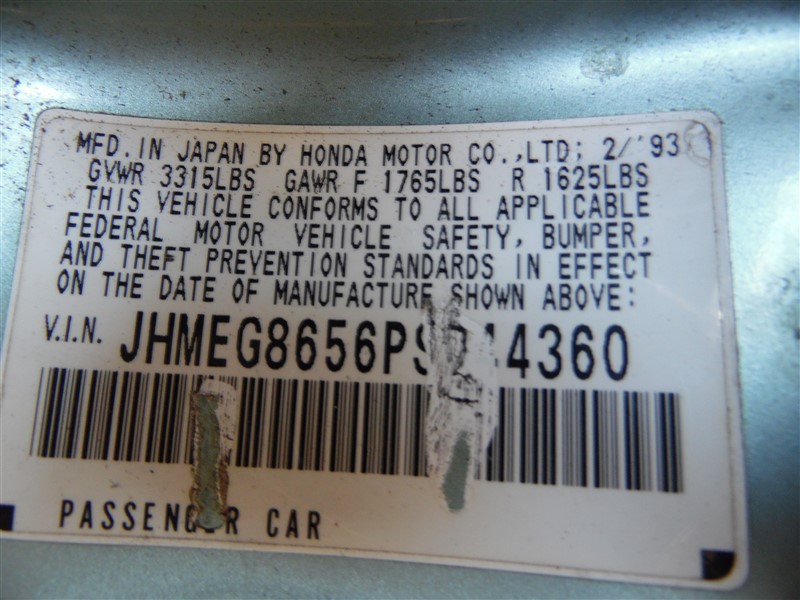 MFD. IN JAPAN BY HONDA MOTOR CO., LTD; 2/'93
GVWR 3315LBS GAWR F 1765LBS R 1625LBS
THIS VEHICLE CONFORMS TO ALL APPLICABLE
FEDERAL MOTOR VEHICLE SAFETY, BUMPER,
AND THEFT PREVENTION STANDARDS IN EFFECT
ON THE DATE OF MANUFACTURE SHOWN ABOVE:
V.I.N. JHMEG8656PS044360
PASSENGER CAR